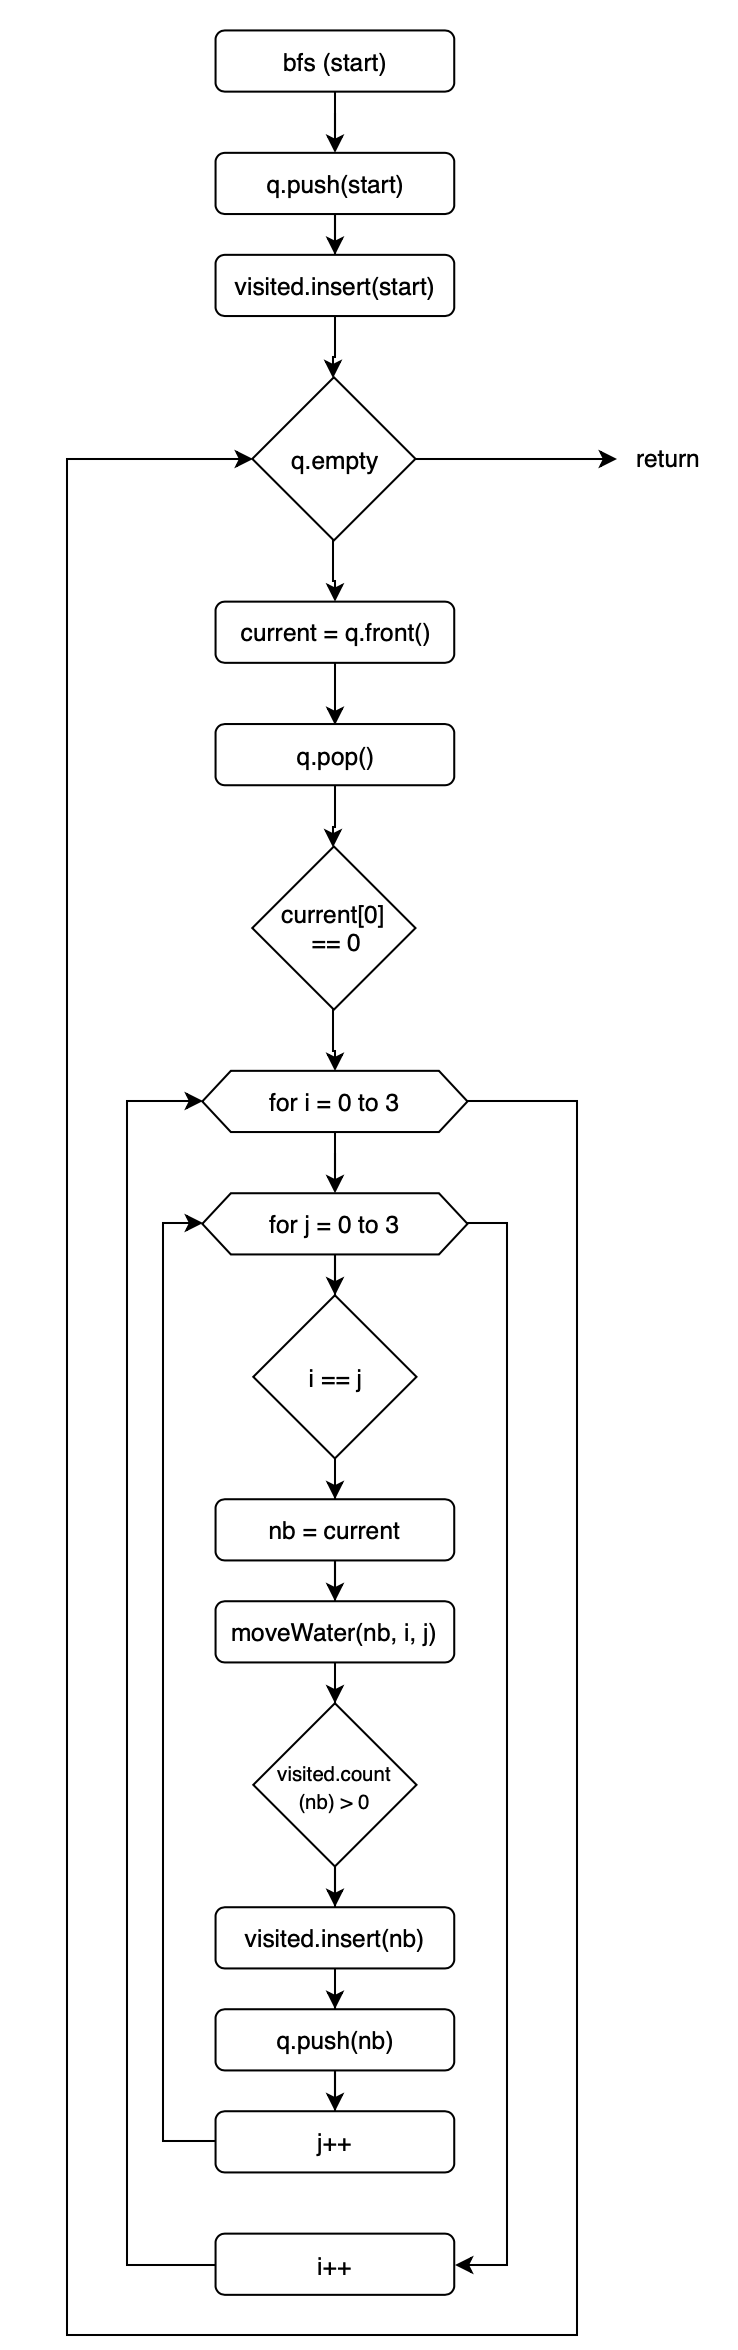 bfs (start)
q.push(start)
visited.insert(start)
q.empty
return
current = q.front()
q.pop()
current[0]
== 0
for i = 0 to 3
for j = 0 to 3
i == j
nb = current
moveWater(nb, i, j)
visited.count
(nb) > 0
visited.insert(nb)
q.push(nb)
j++
i++